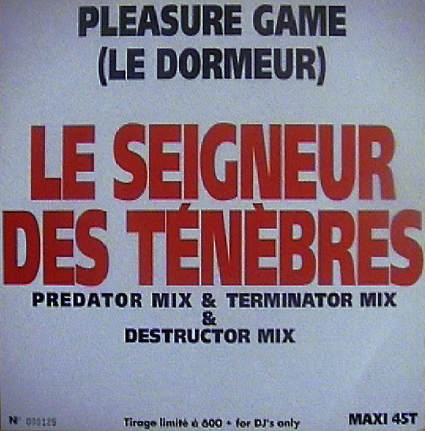 PLEASURE GAME
(LE DORMEUR)
LE SEIGNEUR
DES TÉNÈBRES
PREDATOR MIX & TERMINATOR MIX
&
DESTRUCTOR MIX
N° Tirage limité à 600 + for DJ's only MAXI 45T